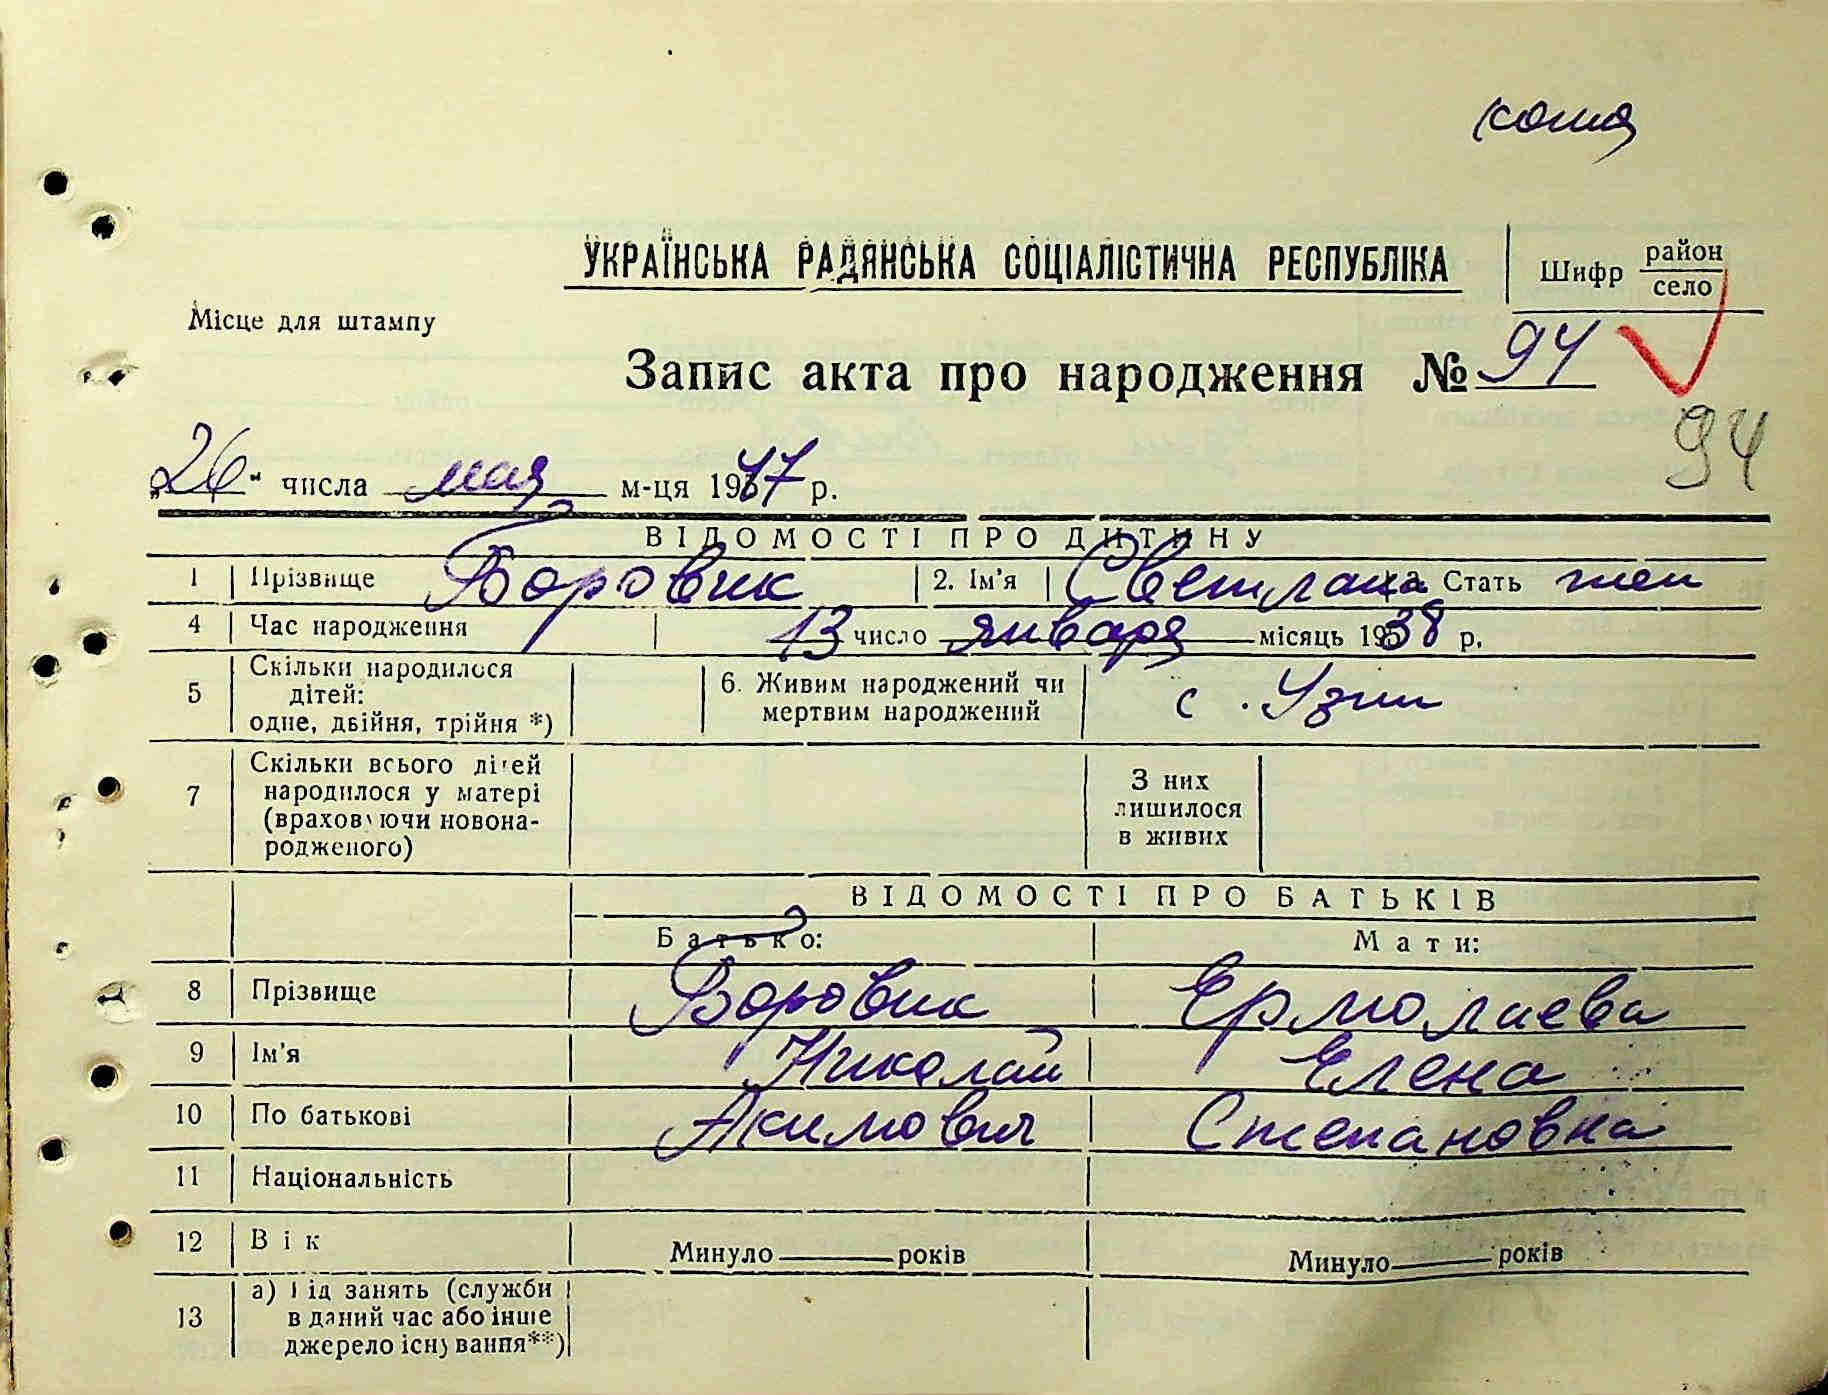 копия
УКРАЇНСЬКА РАДЯНСЬКА СОЦІАЛІСТИЧНА РЕСПУБЛІКА
Шифр район
село
Місце для штампу
Запис акта про народження № 94
94
„26" числа мая м-ця 1947 р.
ВІДОМОСТІ ПРО ДИТИНУ
1 Прізвище Боровик 2. Ім'я Светлана 3 Стать жен
4 Час народження 13 число января місяць 1938 р.
5 Скільки народилося дітей: одне, двійня, трійня *) 6. Живим народжений чи мертвим народжений с. Узин
7 Скільки всього дітей народилося у матері (враховуючи новонародженого) З них лишилося в живих
ВІДОМОСТІ ПРО БАТЬКІВ
Батько: Мати:
8 Прізвище Боровик Ермолаева
9 Ім'я Николай Елена
10 По батькові Акимович Степановна
11 Національність
12 Вік Минуло ——— років Минуло ——— років
13 а) Від занять (служби в даний час або інше джерело існування**)